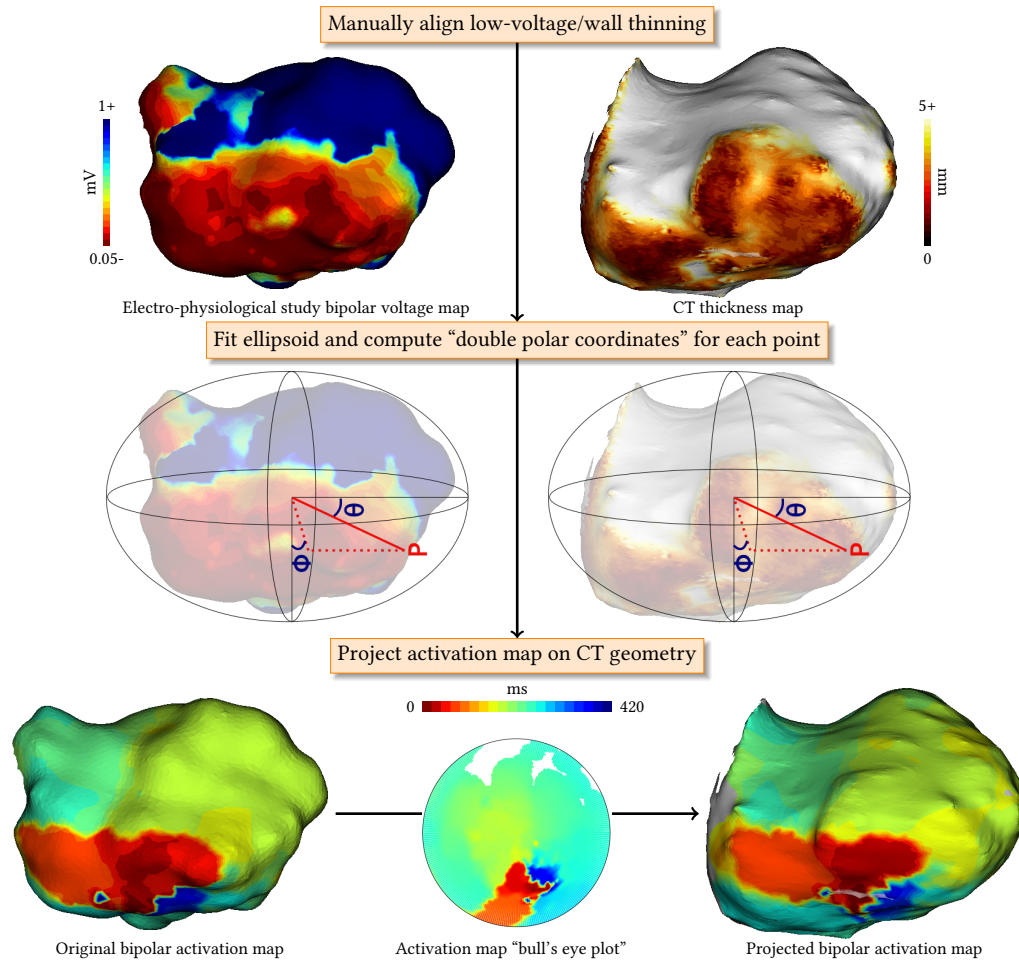 Manually align low-voltage/wall thinning
1+
mV
0.05-
5+
mm
0
Electro-physiological study bipolar voltage map
CT thickness map
Fit ellipsoid and compute “double polar coordinates” for each point
θ
Φ
P
θ
Φ
P
Project activation map on CT geometry
ms
0
420
Original bipolar activation map
Activation map “bull's eye plot”
Projected bipolar activation map